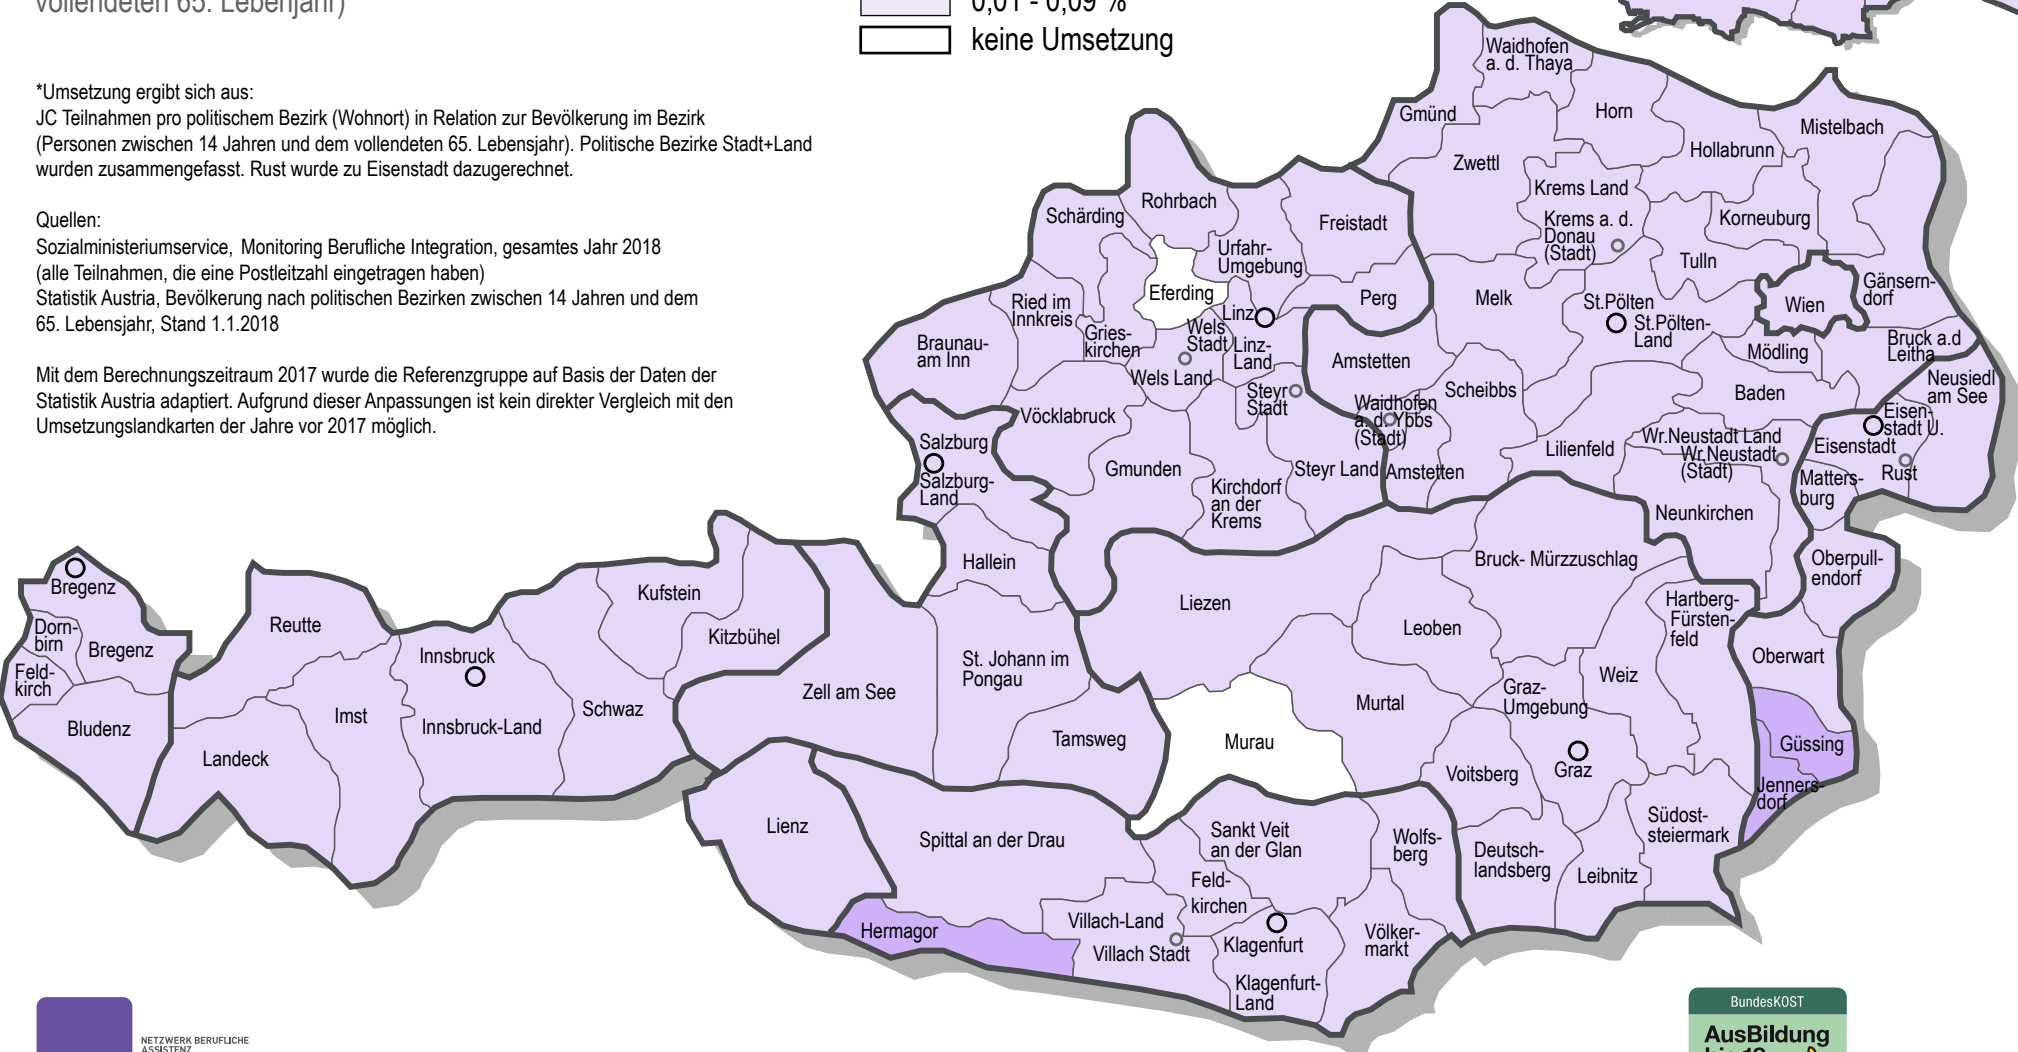 vollendeten 65. Lebenjahr)
0,01 - 0,09 %
keine Umsetzung
*Umsetzung ergibt sich aus:
JC Teilnahmen pro politischem Bezirk (Wohnort) in Relation zur Bevölkerung im Bezirk
(Personen zwischen 14 Jahren und dem vollendeten 65. Lebensjahr). Politische Bezirke Stadt+Land
wurden zusammengefasst. Rust wurde zu Eisenstadt dazugerechnet.
Quellen:
Sozialministeriumservice, Monitoring Berufliche Integration, gesamtes Jahr 2018
(alle Teilnahmen, die eine Postleitzahl eingetragen haben)
Statistik Austria, Bevölkerung nach politischen Bezirken zwischen 14 Jahren und dem
65. Lebensjahr, Stand 1.1.2018
Mit dem Berechnungszeitraum 2017 wurde die Referenzgruppe auf Basis der Daten der
Statistik Austria adaptiert. Aufgrund dieser Anpassungen ist kein direkter Vergleich mit den
Umsetzungslandkarten der Jahre vor 2017 möglich.
Waidhofen
a. d. Thaya
Gmünd
Horn
Mistelbach
Hollabrunn
Zwettl
Krems Land
Krems a. d.
Donau
(Stadt)
Korneuburg
Tulln
Gänsern-
dorf
Wien
Melk
St.Pölten
St.Pölten-
Land
Mödling
Bruck a.d
Leitha
Baden
Neusiedl
am See
Eisen-
stadt U.
Eisenstadt
Rust
Matters-
burg
Wr.Neustadt Land
Wr.Neustadt
(Stadt)
Neunkirchen
Lilienfeld
Scheibbs
Amstetten
Waidhofen
a. d. Ybbs
(Stadt)
Amstetten
Rohrbach
Schärding
Freistadt
Urfahr-
Umgebung
Perg
Eferding
Linz
Ried im
Innkreis
Gries-
kirchen
Wels
Stadt
Linz-
Land
Wels Land
Braunau-
am Inn
Steyr
Stadt
Vöcklabruck
Gmunden
Steyr Land
Kirchdorf
an der
Krems
Salzburg
Salzburg-
Land
Hallein
St. Johann im
Pongau
Zell am See
Tamsweg
Bregenz
Dorn-
birn
Bregenz
Feld-
kirch
Bludenz
Reutte
Imst
Landeck
Innsbruck
Innsbruck-Land
Schwaz
Kufstein
Kitzbühel
Lienz
Liezen
Bruck- Mürzzuschlag
Leoben
Hartberg-
Fürsten-
feld
Weiz
Murtal
Graz-
Umgebung
Murau
Graz
Voitsberg
Deutsch-
landsberg
Leibnitz
Südost-
steiermark
Oberpull-
endorf
Oberwart
Güssing
Jenners-
dorf
Spittal an der Drau
Sankt Veit
an der Glan
Wolfs-
berg
Feld-
kirchen
Hermagor
Villach-Land
Villach Stadt
Klagenfurt
Klagenfurt-
Land
Völker-
markt
NETZWERK BERUFLICHE
ASSISTENZ
BundesKOST
AusBildung
bis 18